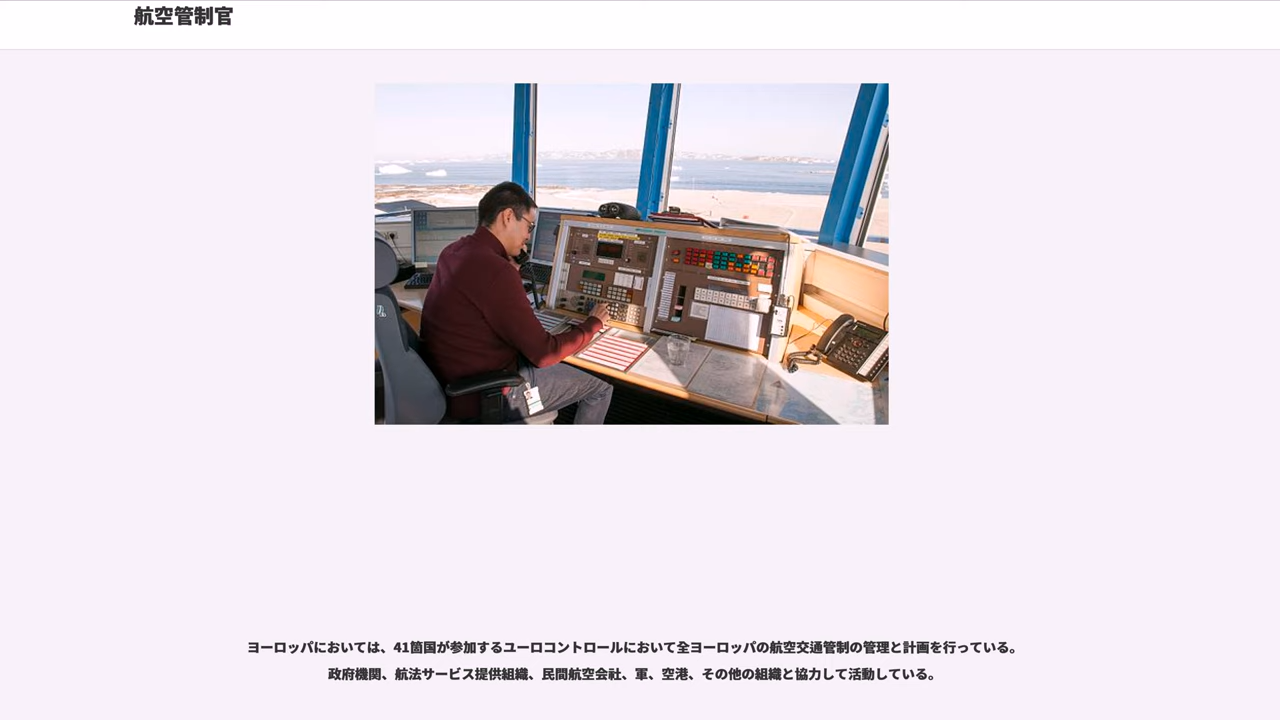 航空管制官
ヨーロッパにおいては、41箇国が参加するユーロコントロールにおいて全ヨーロッパの航空交通管制の管理と計画を行っている。
政府機関、航法サービス提供組織、民間航空会社、軍、空港、その他の組織と協力して活動している。